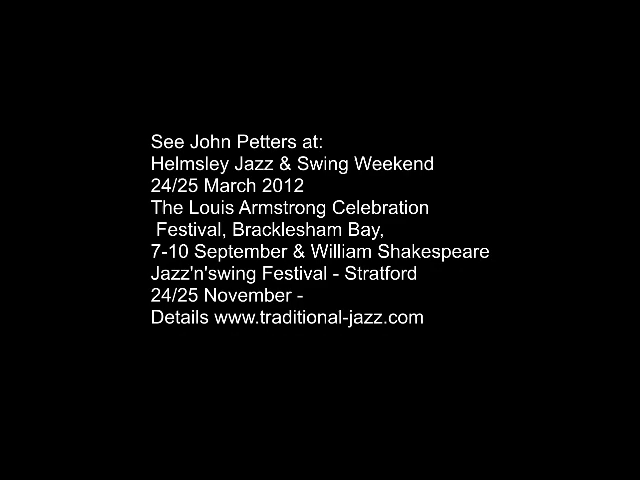 See John Petters at:
Helmsley Jazz & Swing Weekend
24/25 March 2012
The Louis Armstrong Celebration
Festival, Bracklesham Bay,
7-10 September & William Shakespeare
Jazz'n'swing Festival - Stratford
24/25 November -
Details www.traditional-jazz.com